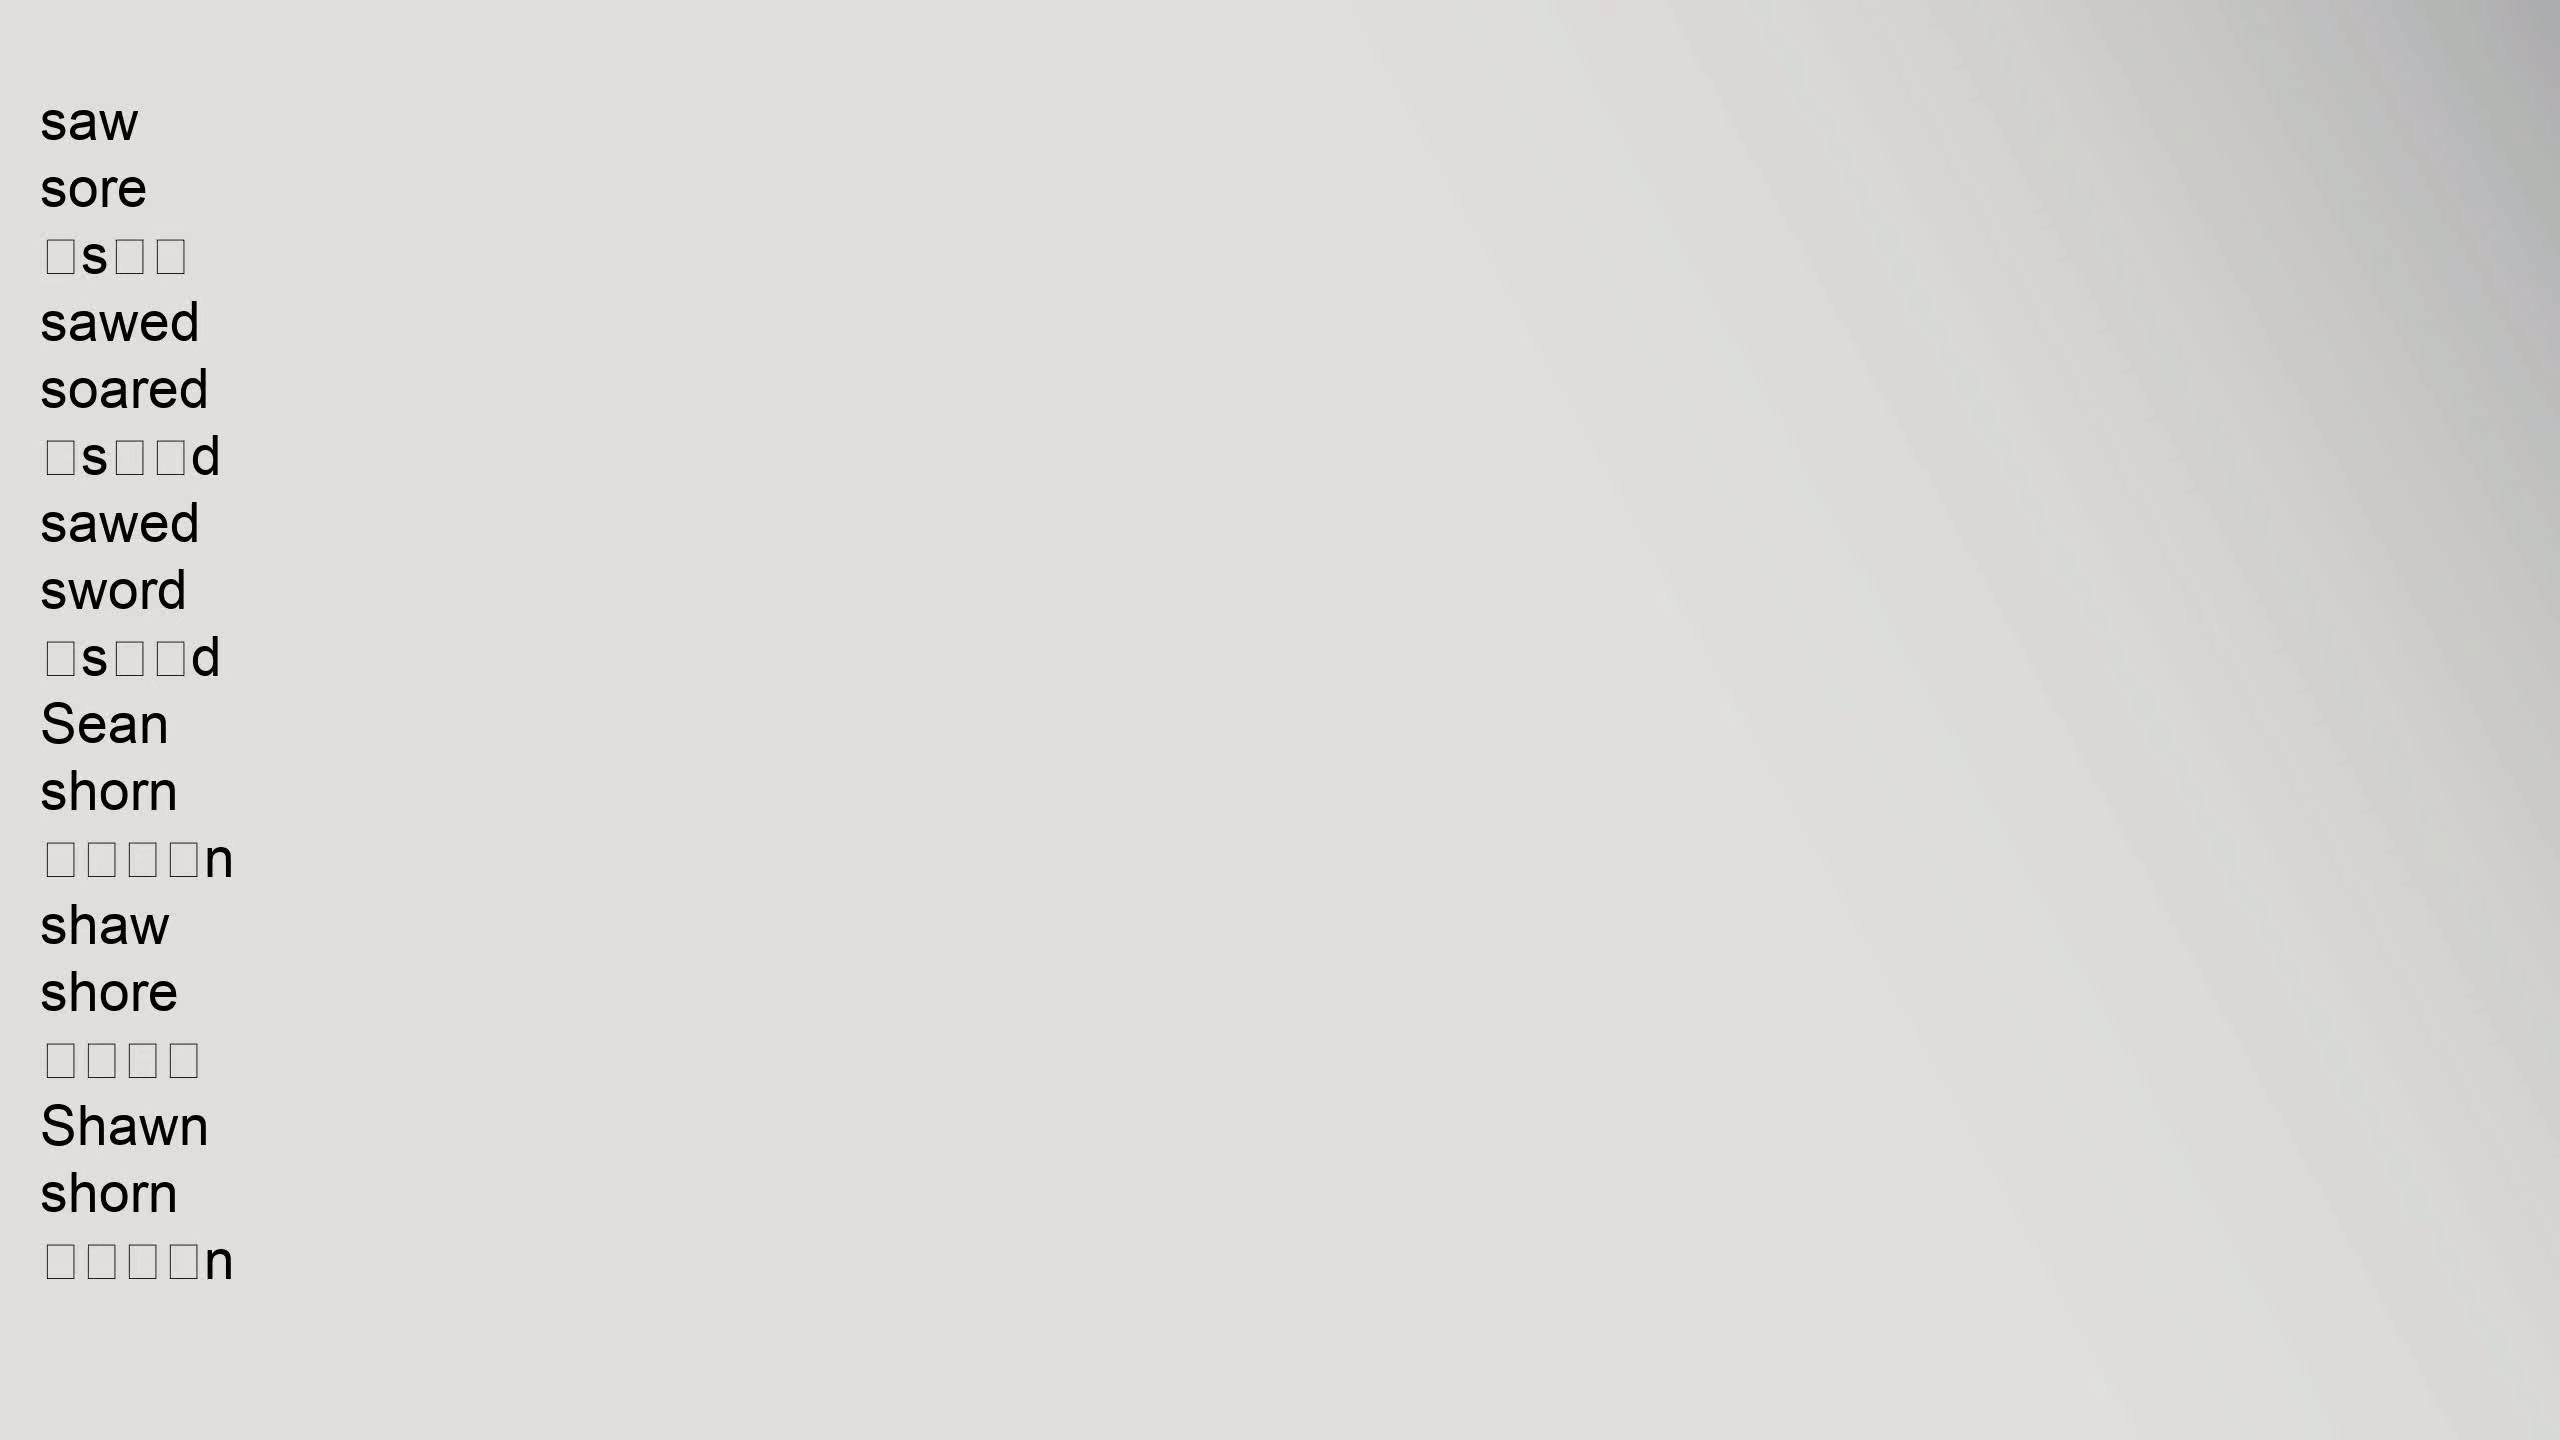 saw
sore
□s□□
sawed
soared
□s□□d
sawed
sword
□s□□d
Sean
shorn
□□□□n
shaw
shore
□□□□
Shawn
shorn
□□□□n